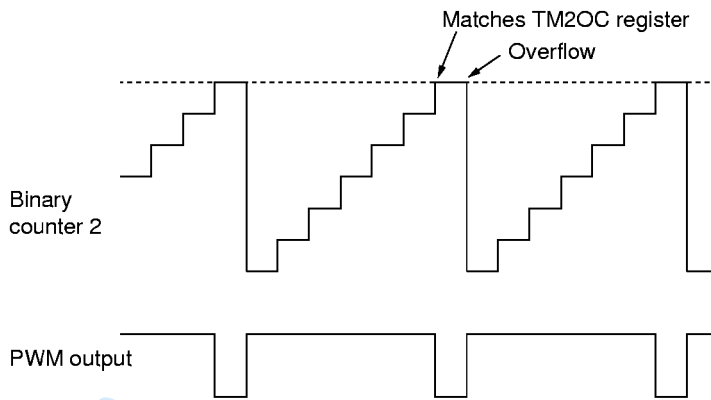 Matches TM2OC register
Overflow
Binary
counter 2
PWM output